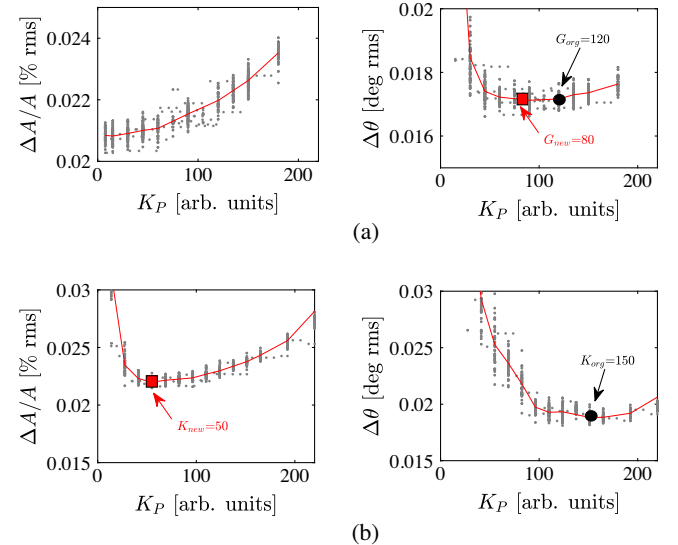 0.024
0.022
0.02
ΔA/A [% rms]
0 100 200
K_P [arb. units]
0.02
0.018
0.016
Δθ [deg rms]
G_org=120
G_new=80
0 100 200
K_P [arb. units]
(a)
0.03
0.025
0.02
0.015
ΔA/A [% rms]
K_new=50
0 100 200
K_P [arb. units]
0.03
0.025
0.02
0.015
Δθ [deg rms]
K_org=150
0 100 200
K_P [arb. units]
(b)